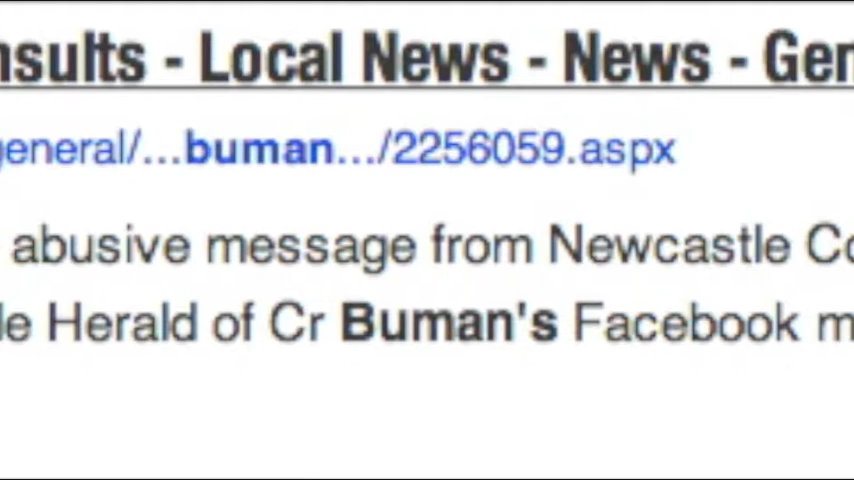 nsults - Local News - News - Gen
general/...buman.../2256059.aspx
abusive message from Newcastle Co
le Herald of Cr Buman's Facebook m